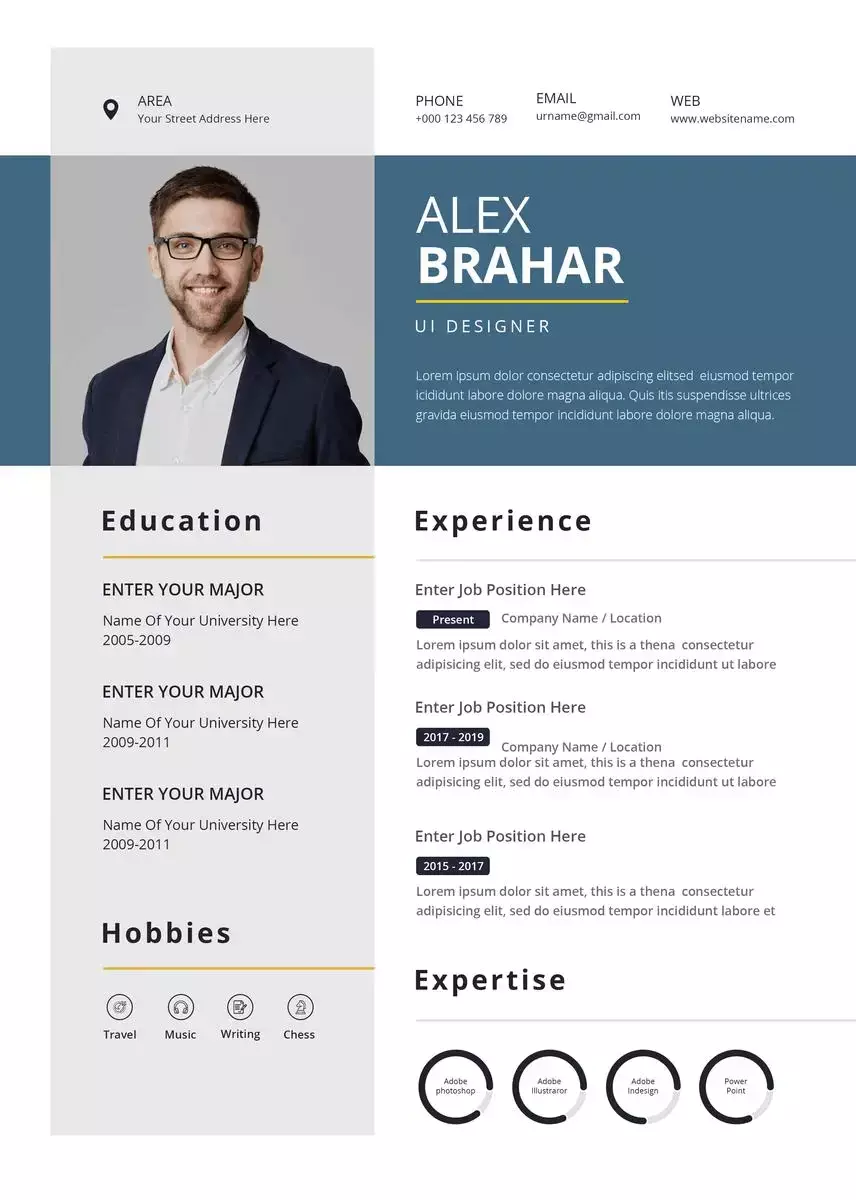 AREA
Your Street Address Here
PHONE
+000 123 456 789
EMAIL
urname@gmail.com
WEB
www.websitename.com
ALEX
BRAHAR
UI DESIGNER
Lorem ipsum dolor consectetur adipiscing elitsed eiusmod tempor
icididunt labore dolore magna aliqua. Quis itis suspendisse ultrices
gravida eiusmod tempor incididunt labore dolore magna aliqua.
Education
ENTER YOUR MAJOR
Name Of Your University Here
2005-2009
ENTER YOUR MAJOR
Name Of Your University Here
2009-2011
ENTER YOUR MAJOR
Name Of Your University Here
2009-2011
Hobbies
Travel
Music
Writing
Chess
Experience
Enter Job Position Here
Present
Company Name / Location
Lorem ipsum dolor sit amet, this is a thena consectetur
adipisicing elit, sed do eiusmod tempor incididunt ut labore
Enter Job Position Here
2017 - 2019
Company Name / Location
Lorem ipsum dolor sit amet, this is a thena consectetur
adipisicing elit, sed do eiusmod tempor incididunt ut labore
Enter Job Position Here
2015 - 2017
Lorem ipsum dolor sit amet, this is a thena consectetur
adipisicing elit, sed do eiusmod tempor incididunt labore et
Expertise
Adobe
photoshop
Adobe
Illustraror
Adobe
Indesign
Power
Point